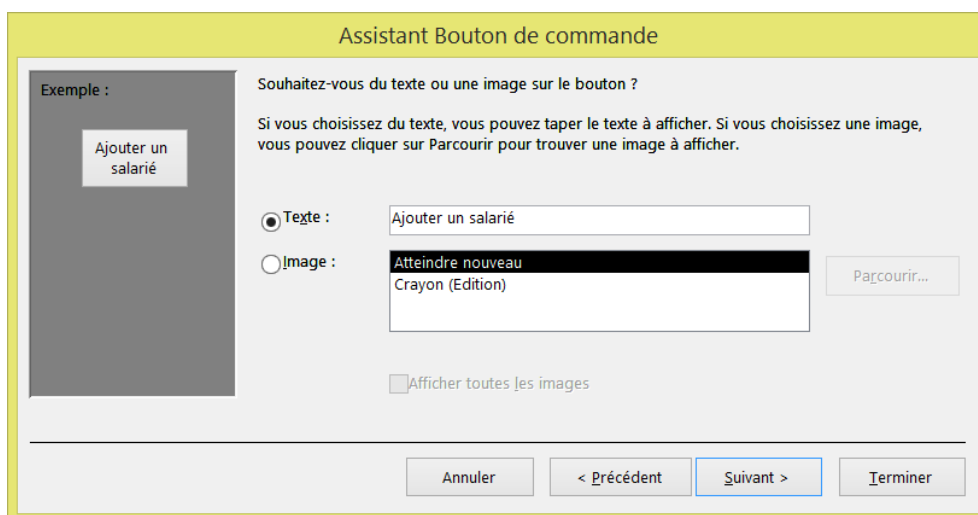 Assistant Bouton de commande
Exemple :
Ajouter un
salarié
Souhaitez-vous du texte ou une image sur le bouton ?
Si vous choisissez du texte, vous pouvez taper le texte à afficher. Si vous choisissez une image,
vous pouvez cliquer sur Parcourir pour trouver une image à afficher.
Texte :
Ajouter un salarié
Image :
Atteindre nouveau
Crayon (Edition)
Parcourir...
Afficher toutes les images
Annuler
< Précédent
Suivant >
Terminer